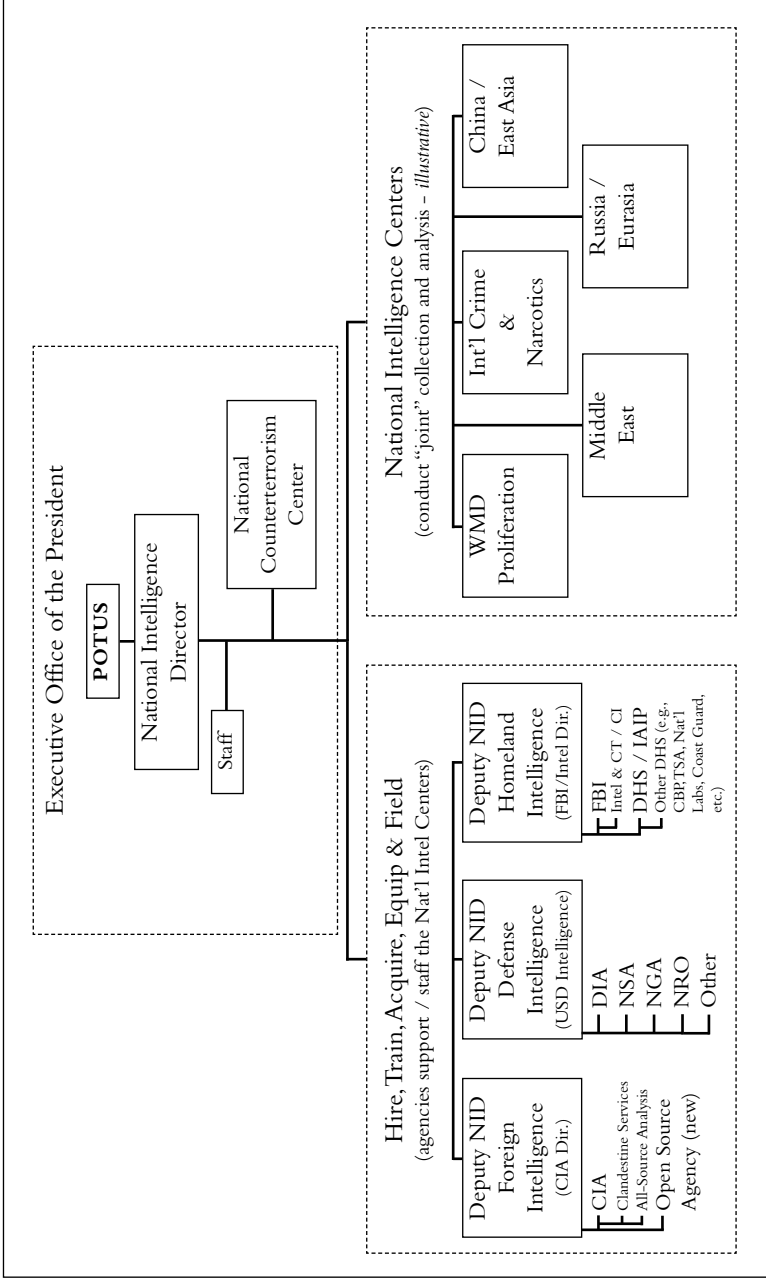 Executive Office of the President
POTUS
National Intelligence
Director
Staff
National
Counterterrorism
Center
Hire, Train, Acquire, Equip & Field
(agencies support / staff the Nat'l Intel Centers)
Deputy NID
Foreign
Intelligence
(CIA Dir.)
CIA
Clandestine Services
All-Source Analysis
Open Source
Agency (new)
Deputy NID
Defense
Intelligence
(USD Intelligence)
DIA
NSA
NGA
NRO
Other
Deputy NID
Homeland
Intelligence
(FBI/Intel Dir.)
FBI
Intel & CT / CI
DHS / IAIP
Other DHS (e.g.,
CBP,TSA, Nat'l
Labs, Coast Guard,
etc.)
National Intelligence Centers
(conduct “joint” collection and analysis – illustrative)
WMD
Proliferation
Int'l Crime
&
Narcotics
China /
East Asia
Middle
East
Russia /
Eurasia